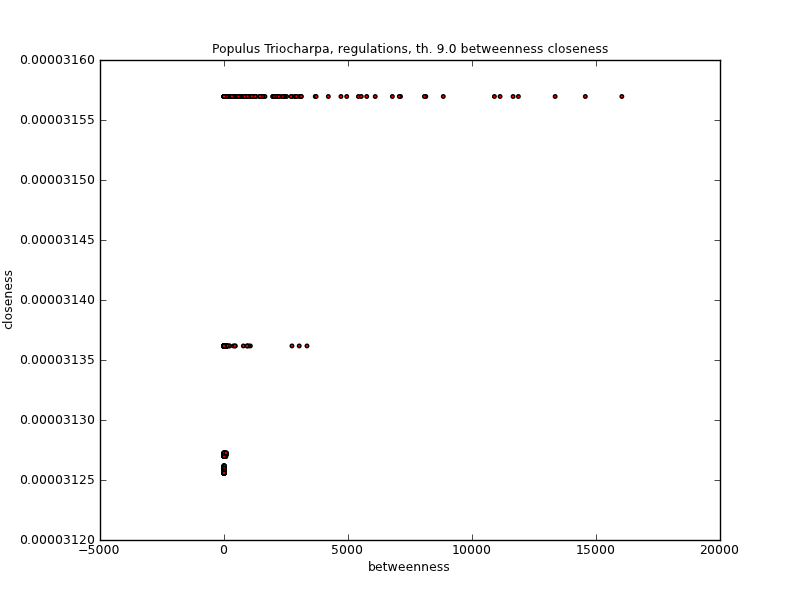 Populus Triocharpa, regulations, th. 9.0 betweenness closeness
0.00003160
0.00003155
0.00003150
0.00003145
0.00003140
0.00003135
0.00003130
0.00003125
0.00003120
closeness
−5000 0 5000 10000 15000 20000
betweenness